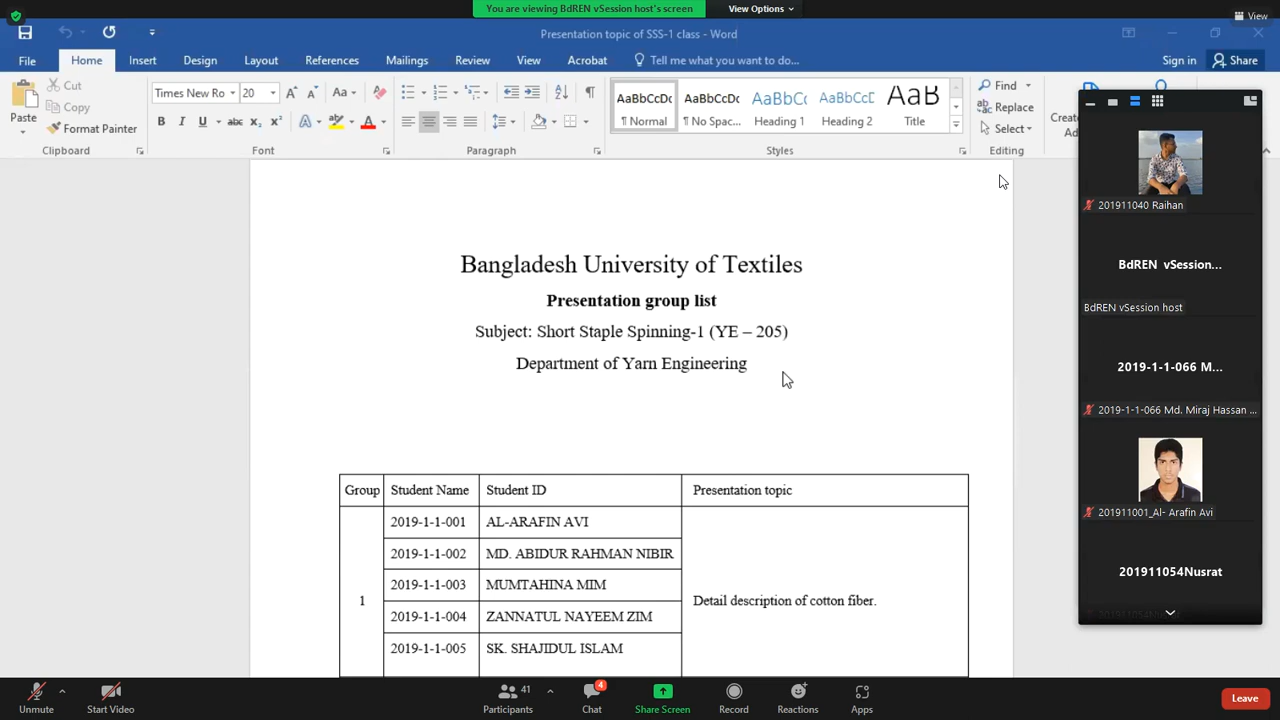 You are viewing BdREN vSession host's screen
View Options
View
Presentation topic of SSS-1 class - Word
File Home Insert Design Layout References Mailings Review View Acrobat Tell me what you want to do...
Sign in Share
Cut
Copy
Format Painter
Paste
Clipboard
Times New Ro 20
Font
Paragraph
AaBbCcDc AaBbCcDc AaBbCc AaBbCcD AaB
¶ Normal ¶ No Spac... Heading 1 Heading 2 Title
Styles
Find
Replace
Select
Editing
201911040 Raihan
BdREN vSession...
BdREN vSession host
2019-1-1-066 M...
2019-1-1-066 Md. Miraj Hassan ...
201911001_Al- Arafin Avi
201911054Nusrat
Bangladesh University of Textiles
Presentation group list
Subject: Short Staple Spinning-1 (YE – 205)
Department of Yarn Engineering
Group Student Name Student ID Presentation topic
2019-1-1-001 AL-ARAFIN AVI
2019-1-1-002 MD. ABIDUR RAHMAN NIBIR
2019-1-1-003 MUMTAHINA MIM
1 Detail description of cotton fiber.
2019-1-1-004 ZANNATUL NAYEEM ZIM
2019-1-1-005 SK. SHAJIDUL ISLAM
Unmute Start Video Participants 41 Chat 4 Share Screen Record Reactions Apps Leave